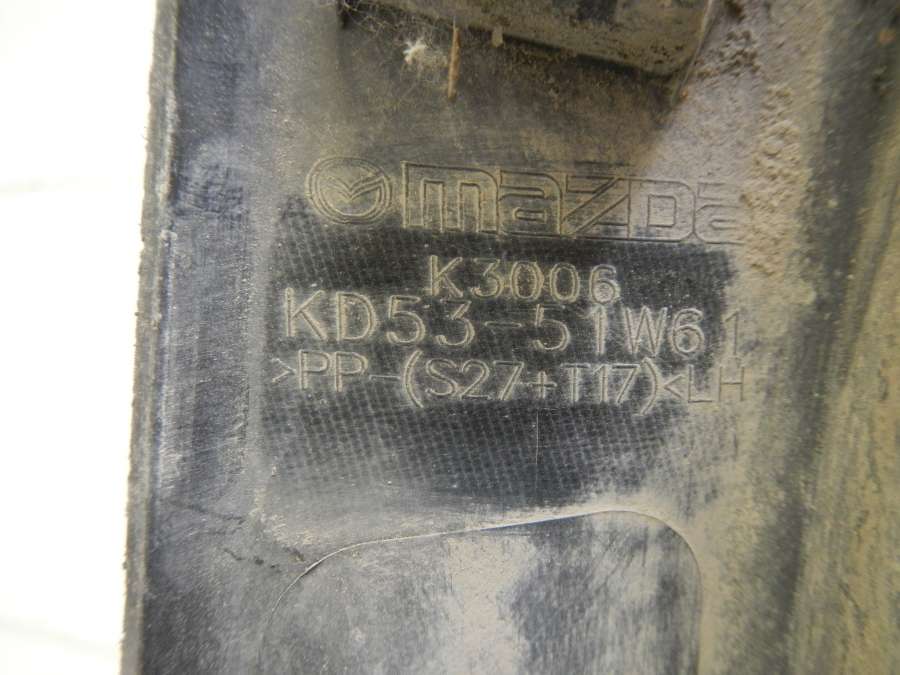 mazda
K3006
KD53-51W61
>PP-(S27+T17)<LH